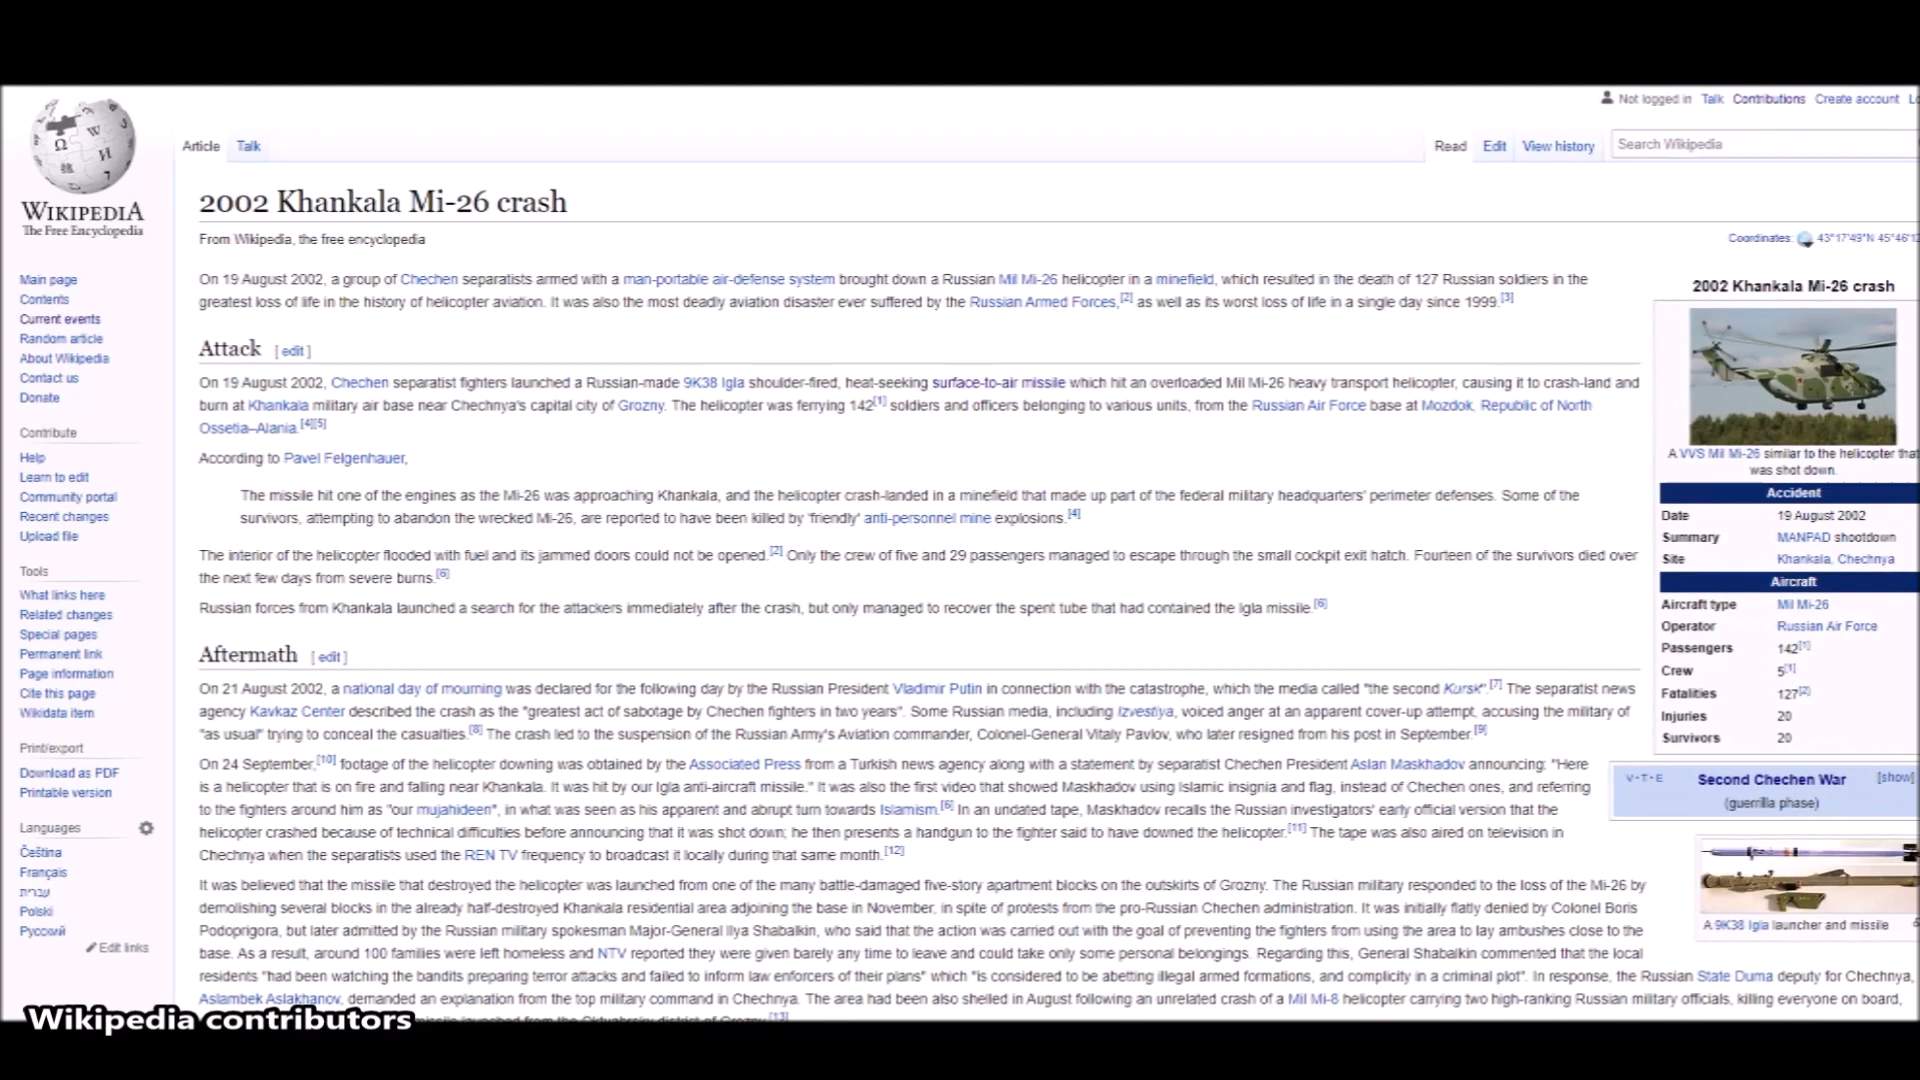 Not logged in Talk Contributions Create account
Article Talk
Read Edit View history
Search Wikipedia
WIKIPEDIA
The Free Encyclopedia
2002 Khankala Mi-26 crash
From Wikipedia, the free encyclopedia
Coordinates: 43°17′49″N 45°46′
Main page
Contents
Current events
Random article
About Wikipedia
Contact us
Donate
Contribute
Help
Learn to edit
Community portal
Recent changes
Upload file
Tools
What links here
Related changes
Special pages
Permanent link
Page information
Cite this page
Wikidata item
Print/export
Download as PDF
Printable version
Languages
Čeština
Français
עברית
Polski
Русский
Edit links
On 19 August 2002, a group of Chechen separatists armed with a man-portable air-defense system brought down a Russian Mil Mi-26 helicopter in a minefield, which resulted in the death of 127 Russian soldiers in the
greatest loss of life in the history of helicopter aviation. It was also the most deadly aviation disaster ever suffered by the Russian Armed Forces,[2] as well as its worst loss of life in a single day since 1999.[3]
Attack [ edit ]
On 19 August 2002, Chechen separatist fighters launched a Russian-made 9K38 Igla shoulder-fired, heat-seeking surface-to-air missile which hit an overloaded Mil Mi-26 heavy transport helicopter, causing it to crash-land and
burn at Khankala military air base near Chechnya's capital city of Grozny. The helicopter was ferrying 142[1] soldiers and officers belonging to various units, from the Russian Air Force base at Mozdok, Republic of North
Ossetia–Alania.[4][5]
According to Pavel Felgenhauer,
The missile hit one of the engines as the Mi-26 was approaching Khankala, and the helicopter crash-landed in a minefield that made up part of the federal military headquarters' perimeter defenses. Some of the
survivors, attempting to abandon the wrecked Mi-26, are reported to have been killed by 'friendly' anti-personnel mine explosions.[4]
The interior of the helicopter flooded with fuel and its jammed doors could not be opened.[2] Only the crew of five and 29 passengers managed to escape through the small cockpit exit hatch. Fourteen of the survivors died over
the next few days from severe burns.[6]
Russian forces from Khankala launched a search for the attackers immediately after the crash, but only managed to recover the spent tube that had contained the Igla missile.[6]
Aftermath [ edit ]
On 21 August 2002, a national day of mourning was declared for the following day by the Russian President Vladimir Putin in connection with the catastrophe, which the media called "the second Kursk".[7] The separatist news
agency Kavkaz Center described the crash as the "greatest act of sabotage by Chechen fighters in two years". Some Russian media, including Izvestiya, voiced anger at an apparent cover-up attempt, accusing the military of
"as usual" trying to conceal the casualties.[8] The crash led to the suspension of the Russian Army's Aviation commander, Colonel-General Vitaly Pavlov, who later resigned from his post in September.[9]
On 24 September,[10] footage of the helicopter downing was obtained by the Associated Press from a Turkish news agency along with a statement by separatist Chechen President Aslan Maskhadov announcing: "Here
is a helicopter that is on fire and falling near Khankala. It was hit by our Igla anti-aircraft missile." It was also the first video that showed Maskhadov using Islamic insignia and flag, instead of Chechen ones, and referring
to the fighters around him as "our mujahideen", in what was seen as his apparent and abrupt turn towards Islamism.[6] In an undated tape, Maskhadov recalls the Russian investigators' early official version that the
helicopter crashed because of technical difficulties before announcing that it was shot down; he then presents a handgun to the fighter said to have downed the helicopter.[11] The tape was also aired on television in
Chechnya when the separatists used the REN TV frequency to broadcast it locally during that same month.[12]
It was believed that the missile that destroyed the helicopter was launched from one of the many battle-damaged five-story apartment blocks on the outskirts of Grozny. The Russian military responded to the loss of the Mi-26 by
demolishing several blocks in the already half-destroyed Khankala residential area adjoining the base in November, in spite of protests from the pro-Russian Chechen administration. It was initially flatly denied by Colonel Boris
Podoprigora, but later admitted by the Russian military spokesman Major-General Ilya Shabalkin, who said that the action was carried out with the goal of preventing the fighters from using the area to lay ambushes close to the
base. As a result, around 100 families were left homeless and NTV reported they were given barely any time to leave and could take only some personal belongings. Regarding this, General Shabalkin commented that the local
residents "had been watching the bandits preparing terror attacks and failed to inform law enforcers of their plans" which "is considered to be abetting illegal armed formations, and complicity in a criminal plot". In response, the Russian State Duma deputy for Chechnya,
Aslambek Aslakhanov, demanded an explanation from the top military command in Chechnya. The area had been also shelled in August following an unrelated crash of a Mil Mi-8 helicopter carrying two high-ranking Russian military officials, killing everyone on board,
2002 Khankala Mi-26 crash
A VVS Mil Mi-26 similar to the helicopter that
was shot down.
Accident
Date 19 August 2002
Summary MANPAD shootdown
Site Khankala, Chechnya
Aircraft
Aircraft type Mil Mi-26
Operator Russian Air Force
Passengers 142[1]
Crew 5[1]
Fatalities 127[2]
Injuries 20
Survivors 20
V·T·E Second Chechen War [show]
(guerrilla phase)
A 9K38 Igla launcher and missile
Wikipedia contributors